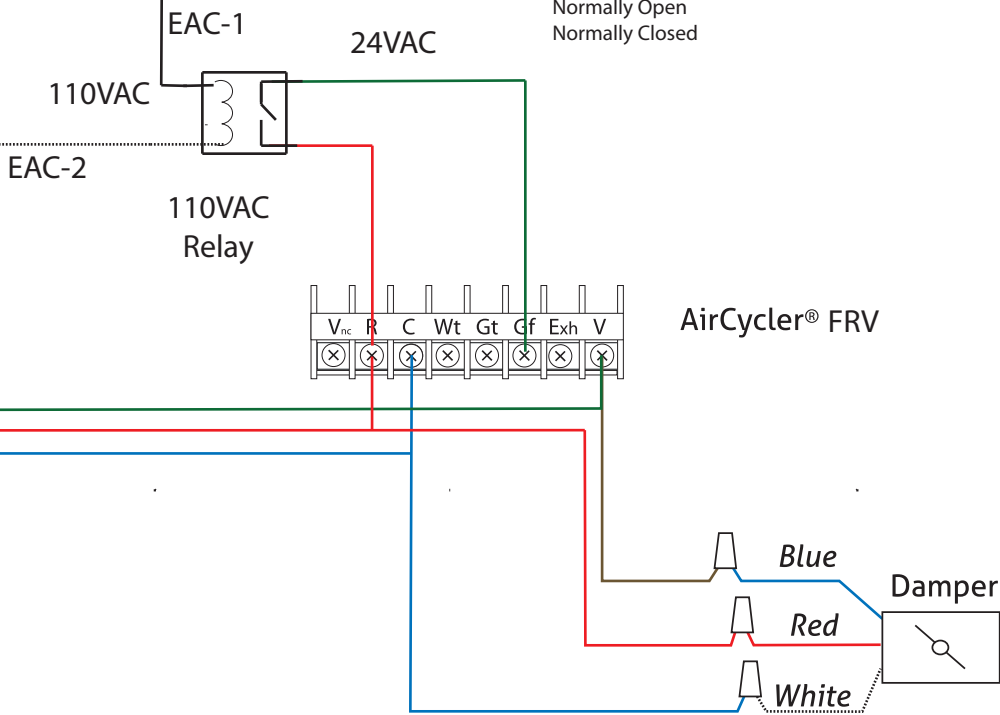 Normally Open
Normally Closed
EAC-1
24VAC
110VAC
EAC-2
110VAC
Relay
Vnc R C Wt Gt Gf Exh V
AirCycler® FRV
Blue
Damper
Red
White